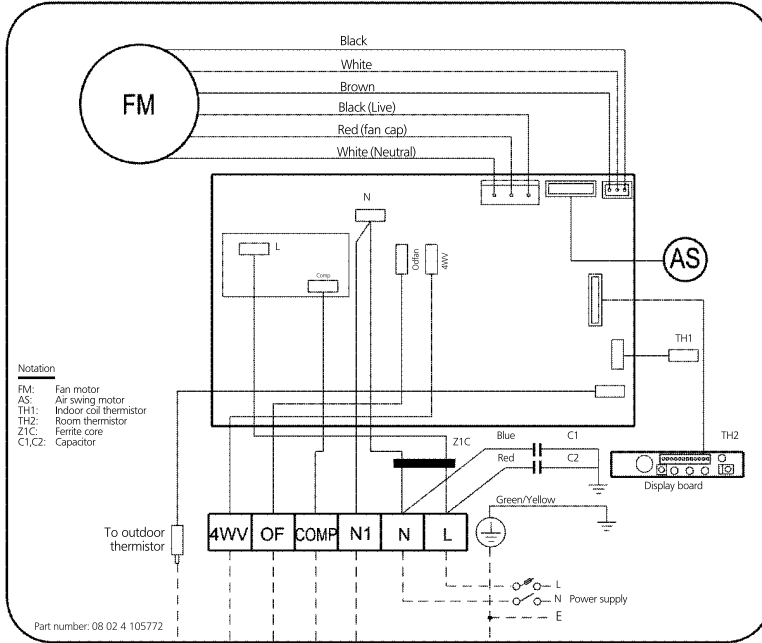 Black
White
Brown
FM
Black (Live)
Red (fan cap)
White (Neutral)
N
L
Comp
Odfan
4WV
AS
TH1
Notation
FM: Fan motor
AS: Air swing motor
TH1: Indoor coil thermistor
TH2: Room thermistor
Z1C: Ferrite core
C1,C2: Capacitor
Z1C
Blue
C1
Red
C2
TH2
Display board
Green/Yellow
To outdoor
thermistor
4WV OF COMP N1 N L
L
N Power supply
E
Part number: 08 02 4 105772